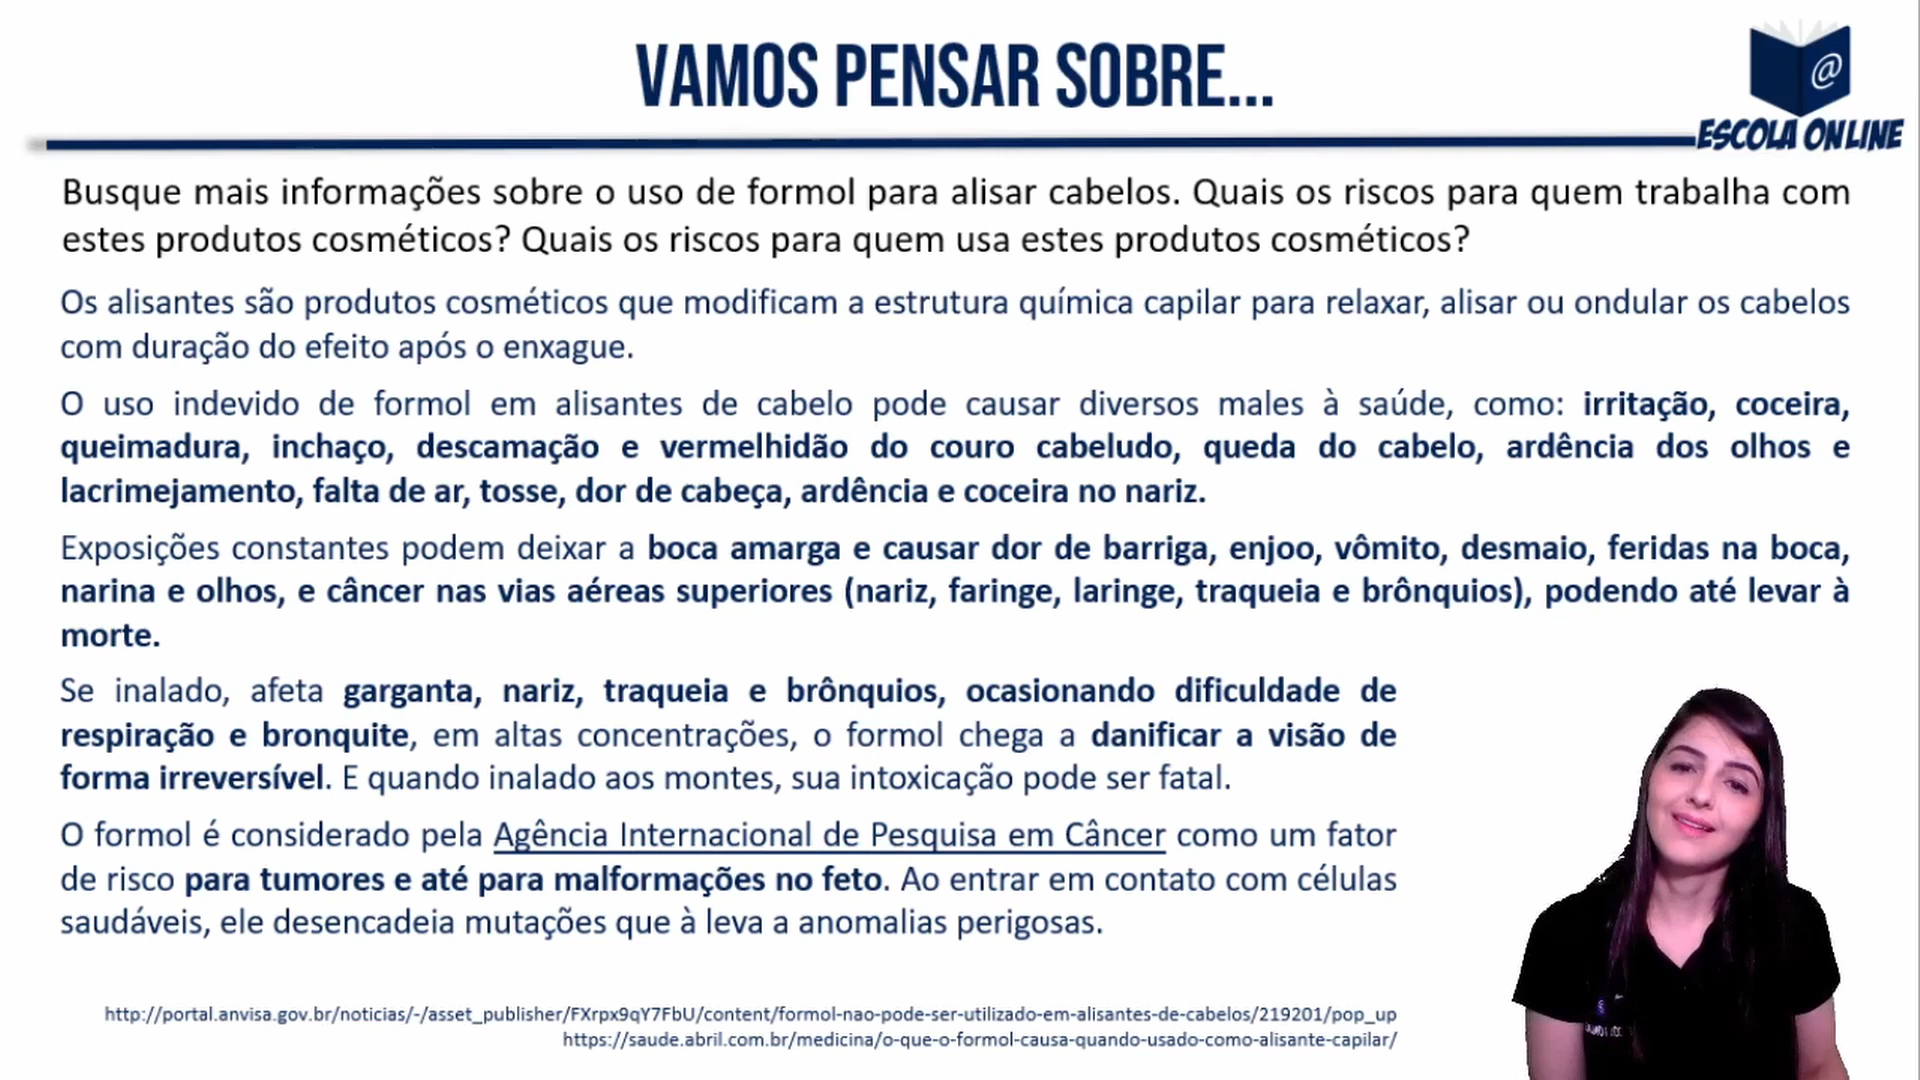 VAMOS PENSAR SOBRE...
@
ESCOLA ONLINE
Busque mais informações sobre o uso de formol para alisar cabelos. Quais os riscos para quem trabalha com
estes produtos cosméticos? Quais os riscos para quem usa estes produtos cosméticos?
Os alisantes são produtos cosméticos que modificam a estrutura química capilar para relaxar, alisar ou ondular os cabelos
com duração do efeito após o enxague.
O uso indevido de formol em alisantes de cabelo pode causar diversos males à saúde, como: irritação, coceira,
queimadura, inchaço, descamação e vermelhidão do couro cabeludo, queda do cabelo, ardência dos olhos e
lacrimejamento, falta de ar, tosse, dor de cabeça, ardência e coceira no nariz.
Exposições constantes podem deixar a boca amarga e causar dor de barriga, enjoo, vômito, desmaio, feridas na boca,
narina e olhos, e câncer nas vias aéreas superiores (nariz, faringe, laringe, traqueia e brônquios), podendo até levar à
morte.
Se inalado, afeta garganta, nariz, traqueia e brônquios, ocasionando dificuldade de
respiração e bronquite, em altas concentrações, o formol chega a danificar a visão de
forma irreversível. E quando inalado aos montes, sua intoxicação pode ser fatal.
O formol é considerado pela Agência Internacional de Pesquisa em Câncer como um fator
de risco para tumores e até para malformações no feto. Ao entrar em contato com células
saudáveis, ele desencadeia mutações que à leva a anomalias perigosas.
http://portal.anvisa.gov.br/noticias/-/asset_publisher/FXrpx9qY7FbU/content/formol-nao-pode-ser-utilizado-em-alisantes-de-cabelos/219201/pop_up
https://saude.abril.com.br/medicina/o-que-o-formol-causa-quando-usado-como-alisante-capilar/